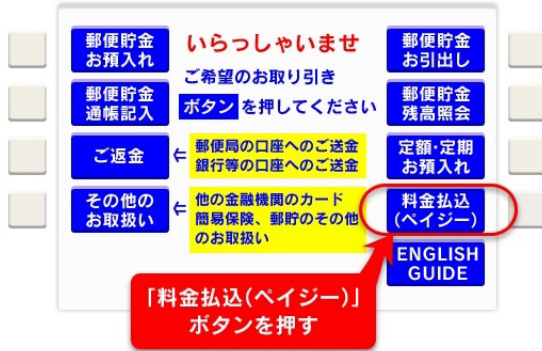 郵便貯金
お預入れ
いらっしゃいませ
郵便貯金
お引出し
ご希望のお取り引き
ボタン を押してください
郵便貯金
通帳記入
郵便貯金
残高照会
ご返金
⇐ 郵便局の口座へのご送金
銀行等の口座へのご送金
定額・定期
お預入れ
その他の
お取扱い
⇐ 他の金融機関のカード
簡易保険、郵貯のその他
のお取扱い
料金払込
(ペイジー)
ENGLISH
GUIDE
「料金払込(ペイジー)」
ボタンを押す